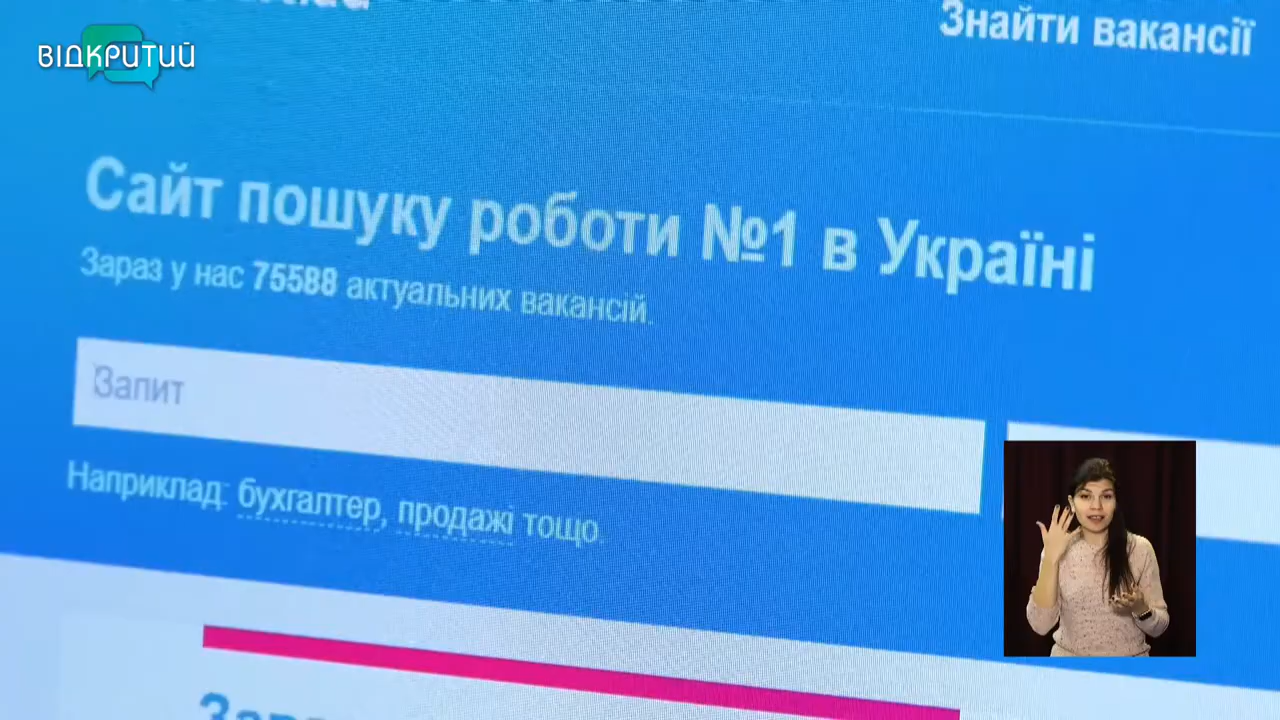 ВІДКРИТИЙ
Знайти вакансії
Сайт пошуку роботи №1 в Україні
Зараз у нас 75588 актуальних вакансій.
Запит
Наприклад: бухгалтер, продажі тощо.